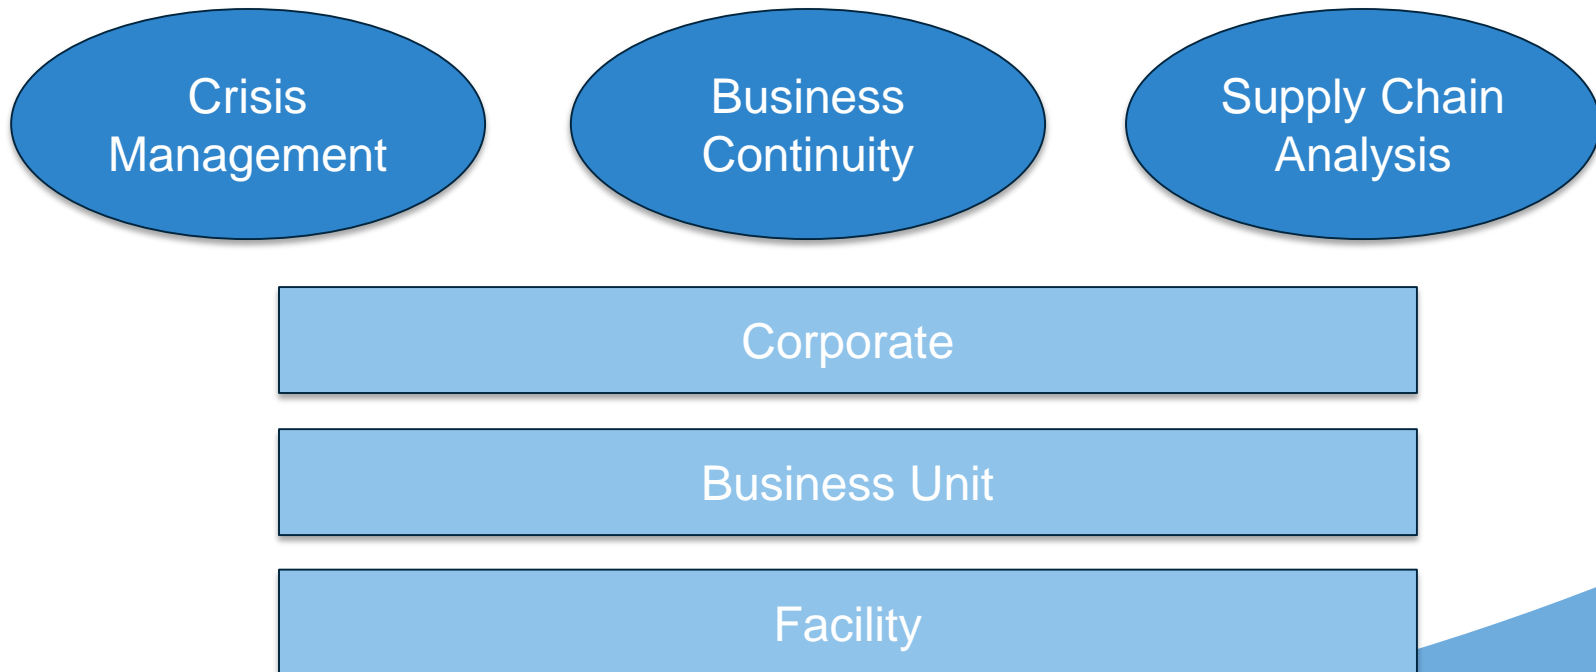 Crisis
Management
Business
Continuity
Supply Chain
Analysis
Corporate
Business Unit
Facility